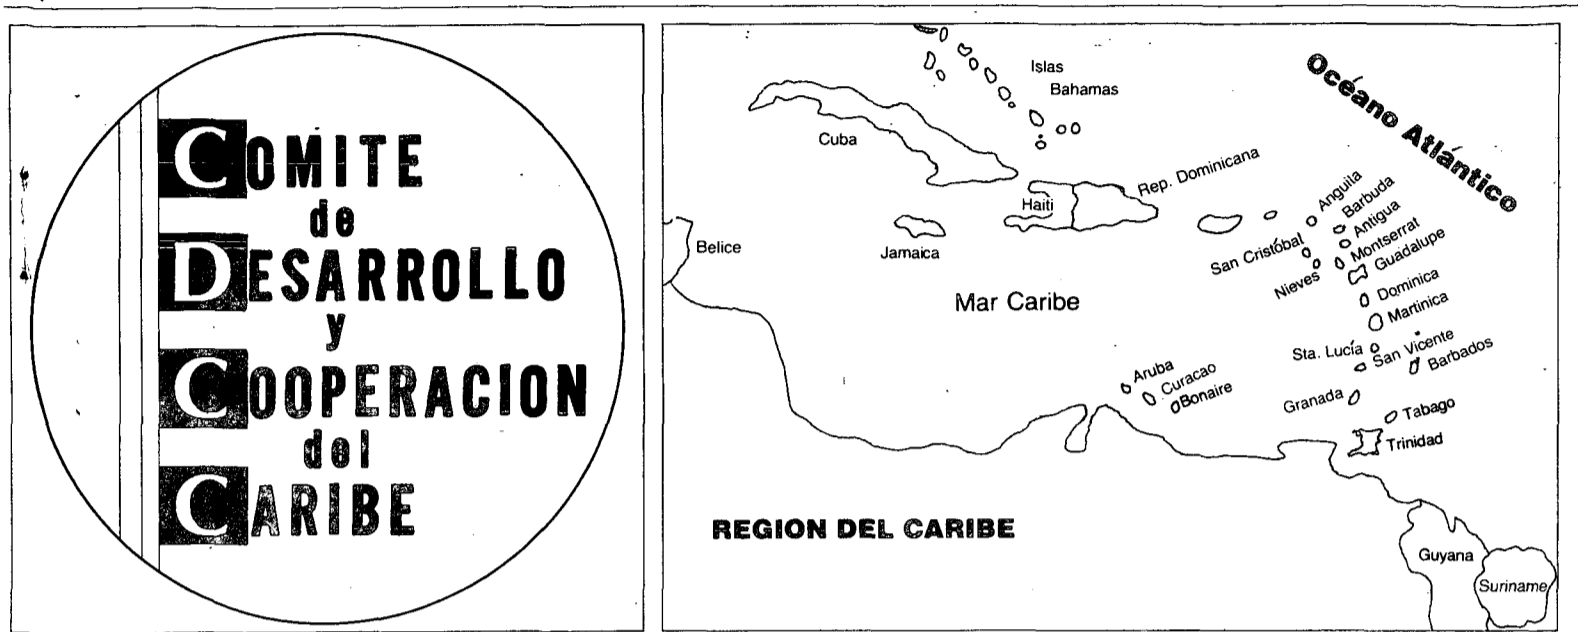 COMITE
de
DESARROLLO
y
COOPERACION
del
CARIBE
Océano Atlántico
Islas
Bahamas
Cuba
Rep. Dominicana
Haiti
Jamaica
Belice
Anguila
Barbuda
Antigua
San Cristóbal
Montserrat
Guadalupe
Nieves
Dominica
Mar Caribe
Martinica
Sta. Lucía
San Vicente
Barbados
Aruba
Curacao
Bonaire
Granada
Tabago
Trinidad
REGION DEL CARIBE
Guyana
Suriname